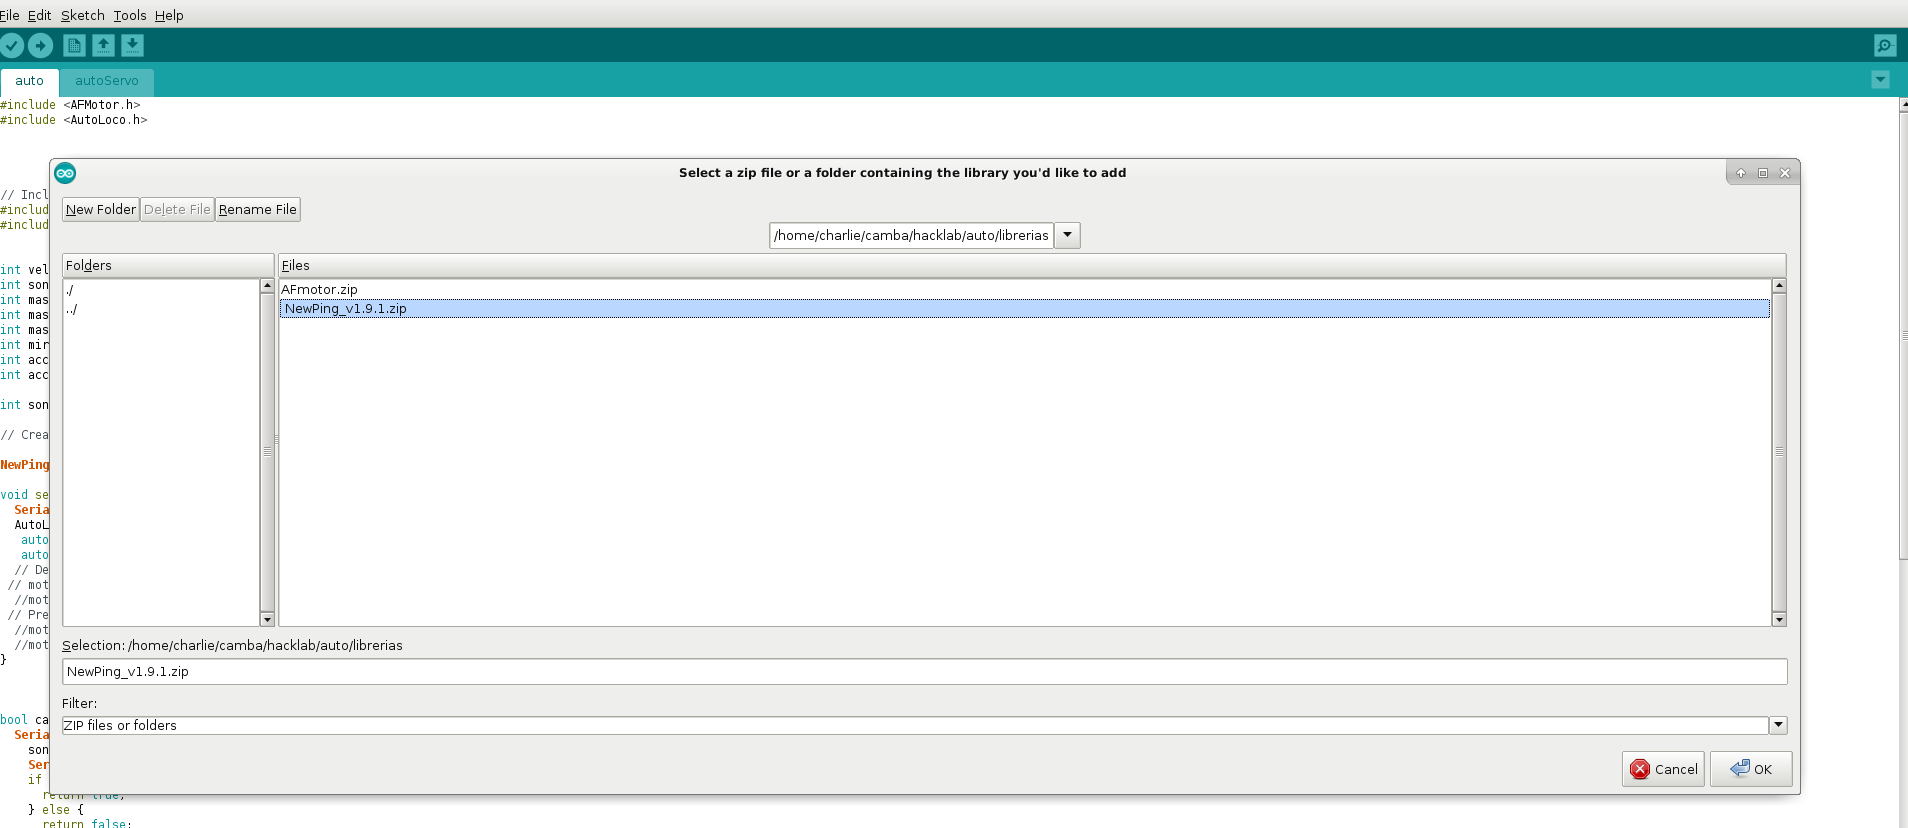 File Edit Sketch Tools Help
auto autoServo
#include <AFMotor.h>
#include <AutoLoco.h>
Select a zip file or a folder containing the library you'd like to add
// Incl
#includ
#includ
New Folder Delete File Rename File
/home/charlie/camba/hacklab/auto/librerias
Folders Files
./
../
AFmotor.zip
NewPing_v1.9.1.zip
int vel
int son
int mas
int mas
int mas
int mir
int acc
int acc
int son
// Crea
NewPing
void se
Seria
AutoL
auto
auto
// De
// mot
//mot
// Pre
//mot
//mot
}
Selection: /home/charlie/camba/hacklab/auto/librerias
NewPing_v1.9.1.zip
Filter:
ZIP files or folders
bool ca
Seria
son
Ser
if
Cancel OK
return true;
} else {
return false;